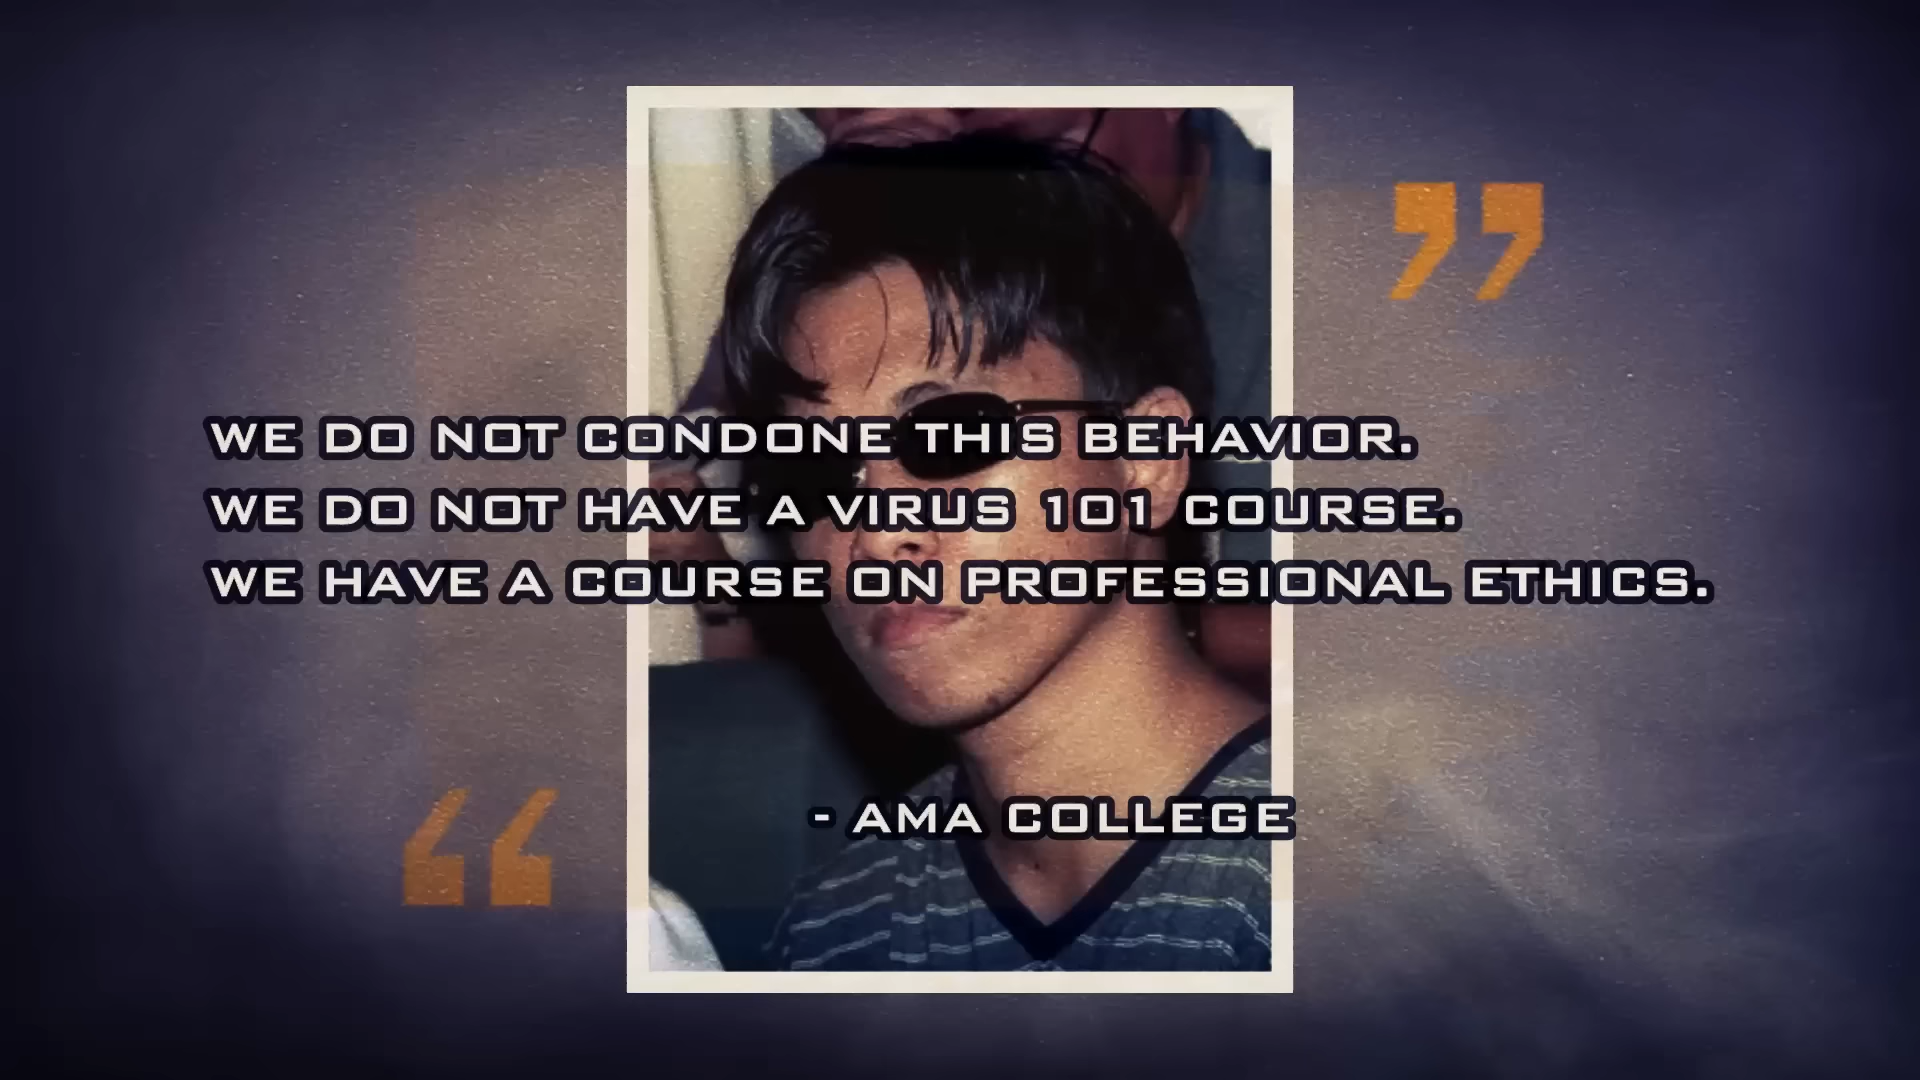 WE DO NOT CONDONE THIS BEHAVIOR.
WE DO NOT HAVE A VIRUS 101 COURSE.
WE HAVE A COURSE ON PROFESSIONAL ETHICS.
- AMA COLLEGE